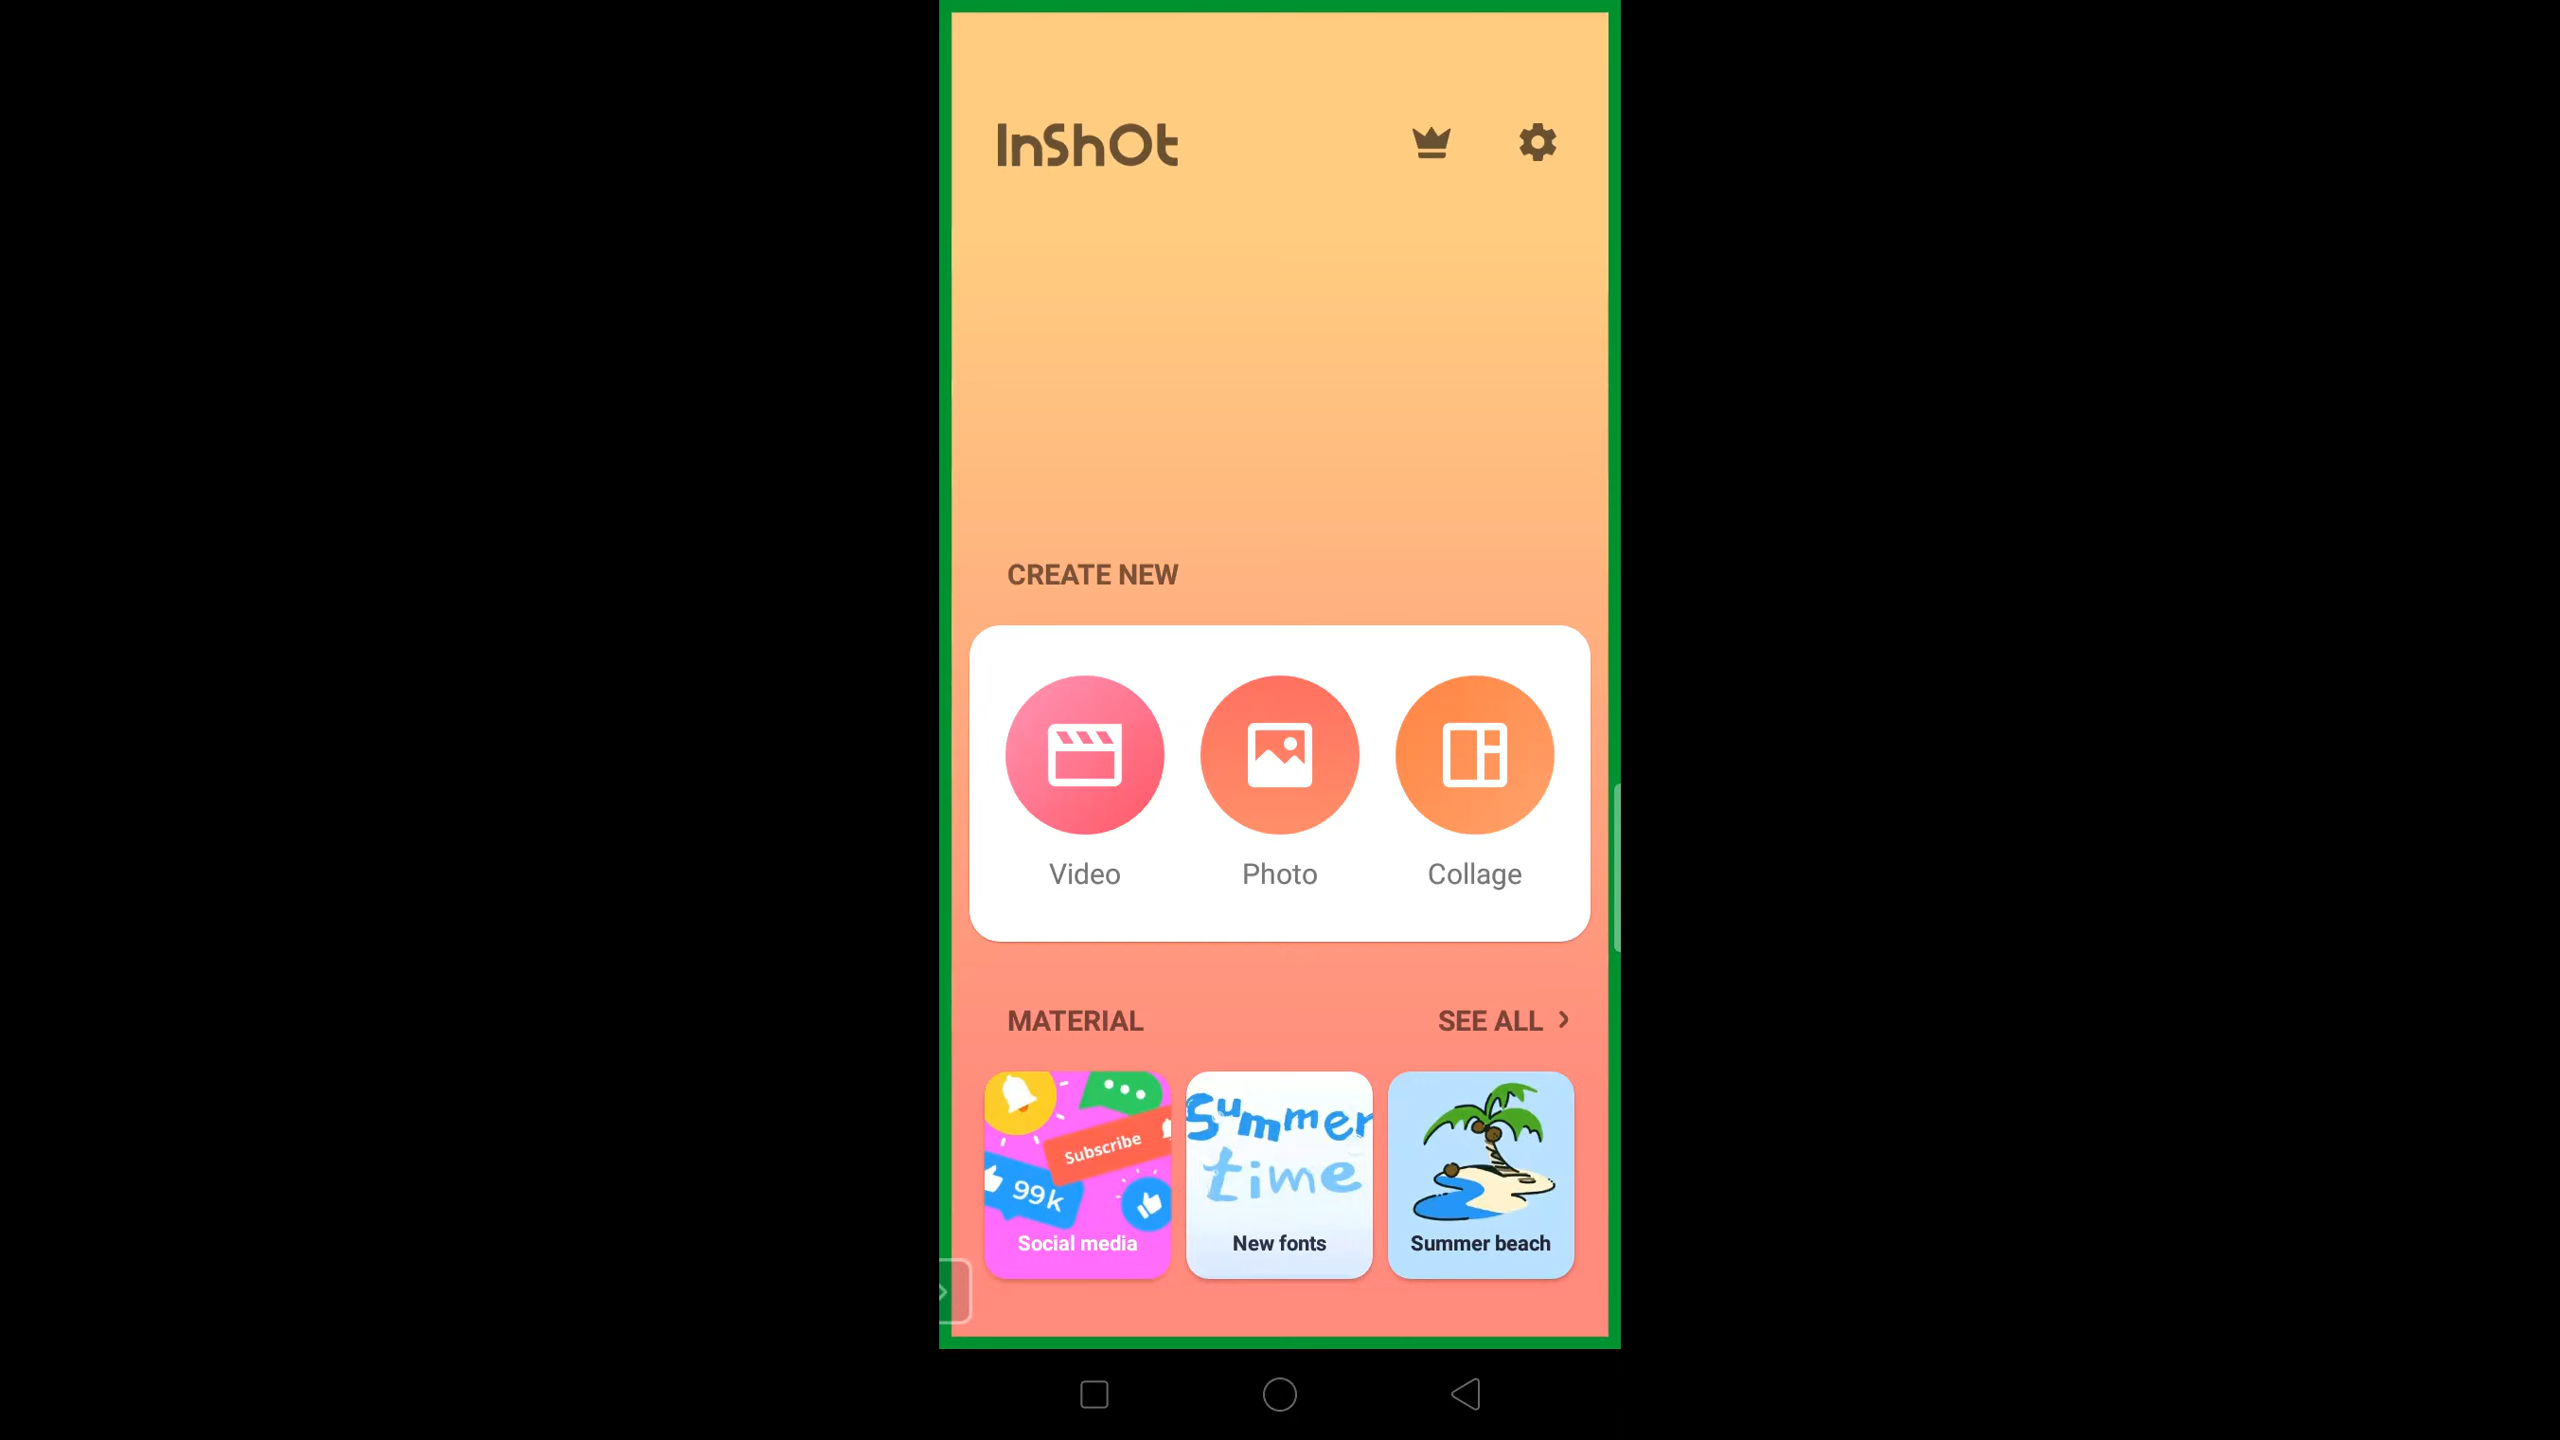 InShOt
CREATE NEW
Video
Photo
Collage
MATERIAL
SEE ALL
Subscribe
99k
Social media
Summer
time
New fonts
Summer beach